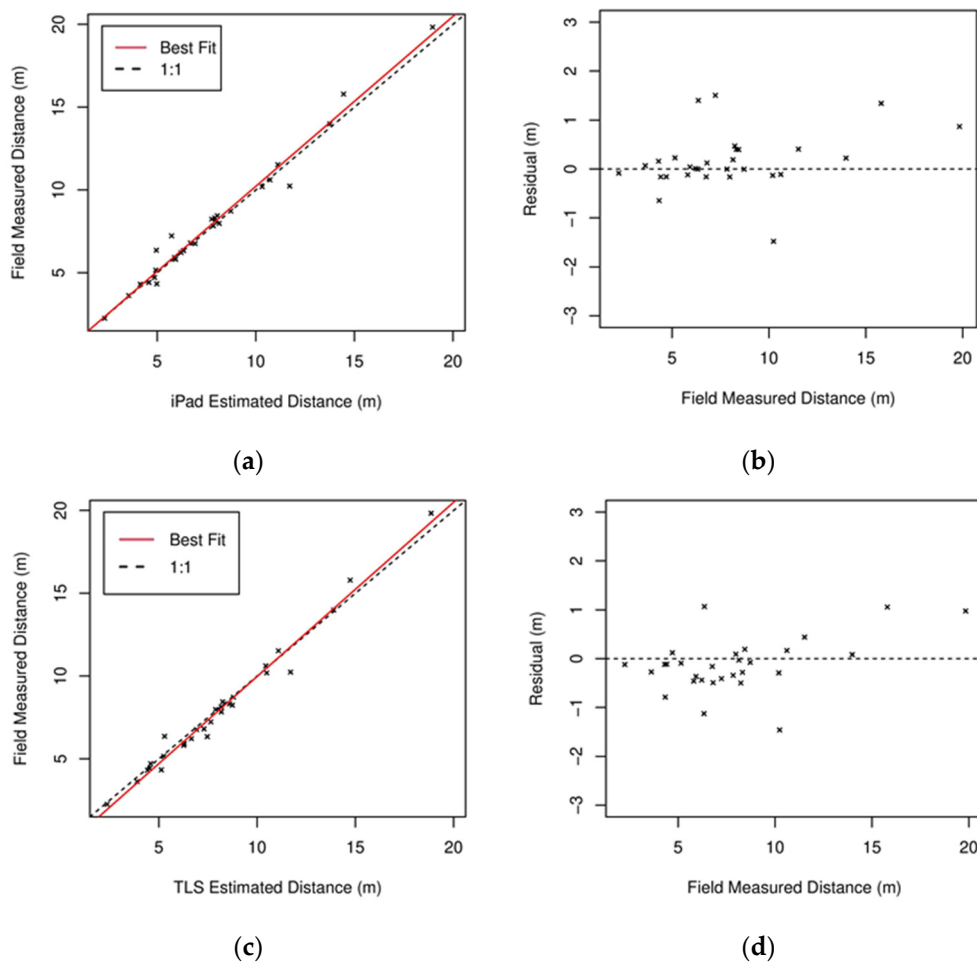 20
15
10
5
Field Measured Distance (m)
Best Fit
1:1
5 10 15 20
iPad Estimated Distance (m)
(a)
3
2
1
0
-1
-2
-3
Residual (m)
5 10 15 20
Field Measured Distance (m)
(b)
20
15
10
5
Field Measured Distance (m)
Best Fit
1:1
5 10 15 20
TLS Estimated Distance (m)
(c)
3
2
1
0
-1
-2
-3
Residual (m)
5 10 15 20
Field Measured Distance (m)
(d)